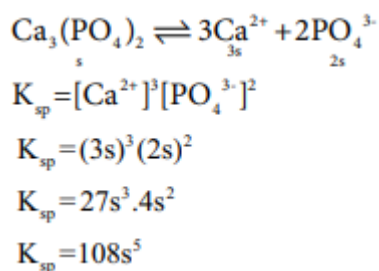 Ca₃(PO₄)₂ ⇌ 3Ca²⁺ + 2PO₄³⁻
s 3s 2s
Kₛₚ=[Ca²⁺]³[PO₄³⁻]²
Kₛₚ=(3s)³(2s)²
Kₛₚ=27s³.4s²
Kₛₚ=108s⁵